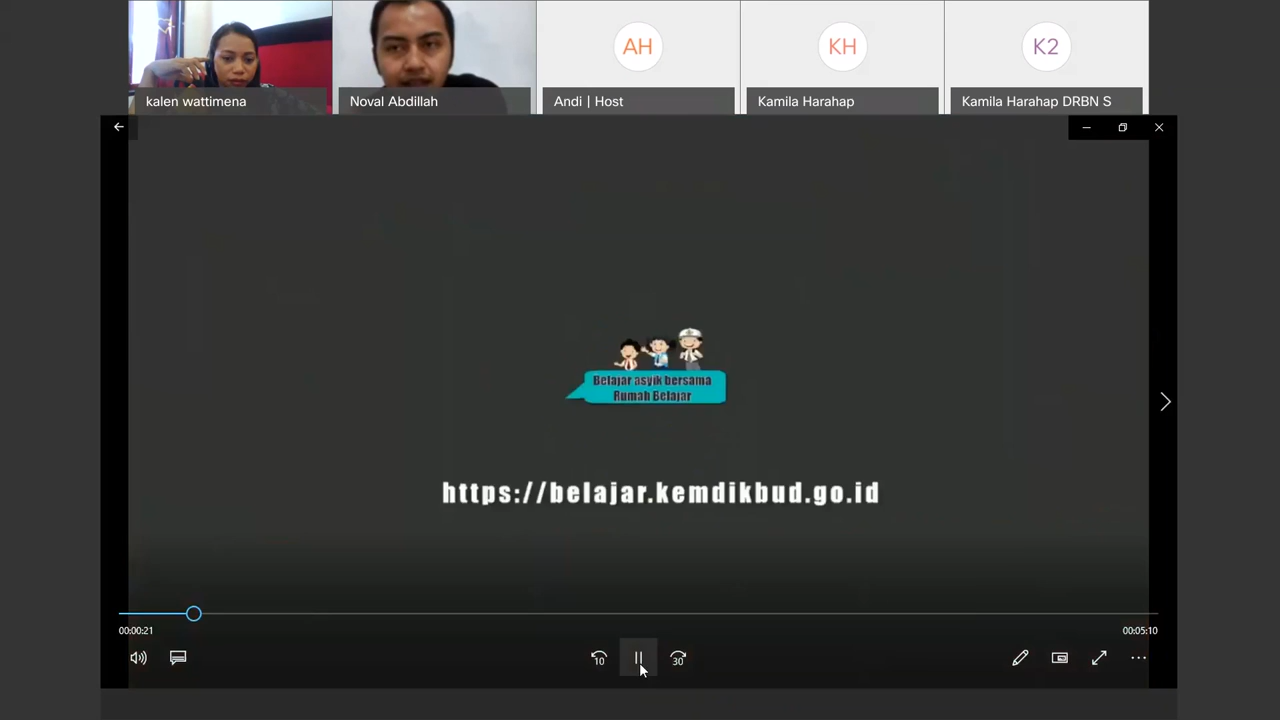 AH
KH
K2
kalen wattimena
Noval Abdillah
Andi | Host
Kamila Harahap
Kamila Harahap DRBN S
Belajar asyik bersama
Rumah Belajar
https://belajar.kemdikbud.go.id
00:00:21
00:05:10
10
30